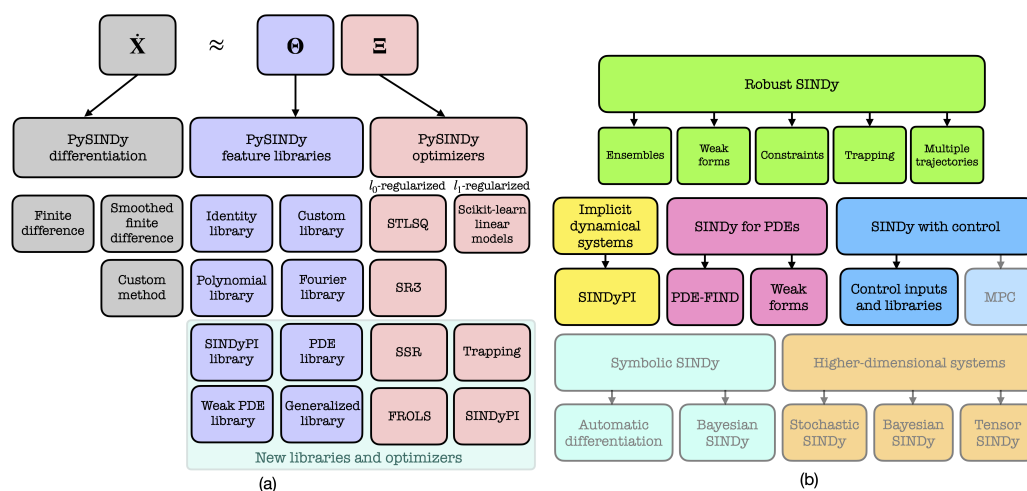 Ẋ ≈ Θ Ξ
PySINDy
differentiation
PySINDy
feature libraries
PySINDy
optimizers
l₀-regularized l₁-regularized
Finite
difference
Smoothed
finite
difference
Identity
library
Custom
library
STLSQ
Scikit-learn
linear
models
Custom
method
Polynomial
library
Fourier
library
SR3
SINDyPI
library
PDE
library
SSR
Trapping
Weak PDE
library
Generalized
library
FROLS
SINDyPI
New libraries and optimizers
(a)
Robust SINDy
Ensembles
Weak
forms
Constraints
Trapping
Multiple
trajectories
Implicit
dynamical
systems
SINDy for PDEs
SINDy with control
SINDyPI
PDE-FIND
Weak
forms
Control inputs
and libraries
MPC
Symbolic SINDy
Higher-dimensional systems
Automatic
differentiation
Bayesian
SINDy
Stochastic
SINDy
Bayesian
SINDy
Tensor
SINDy
(b)